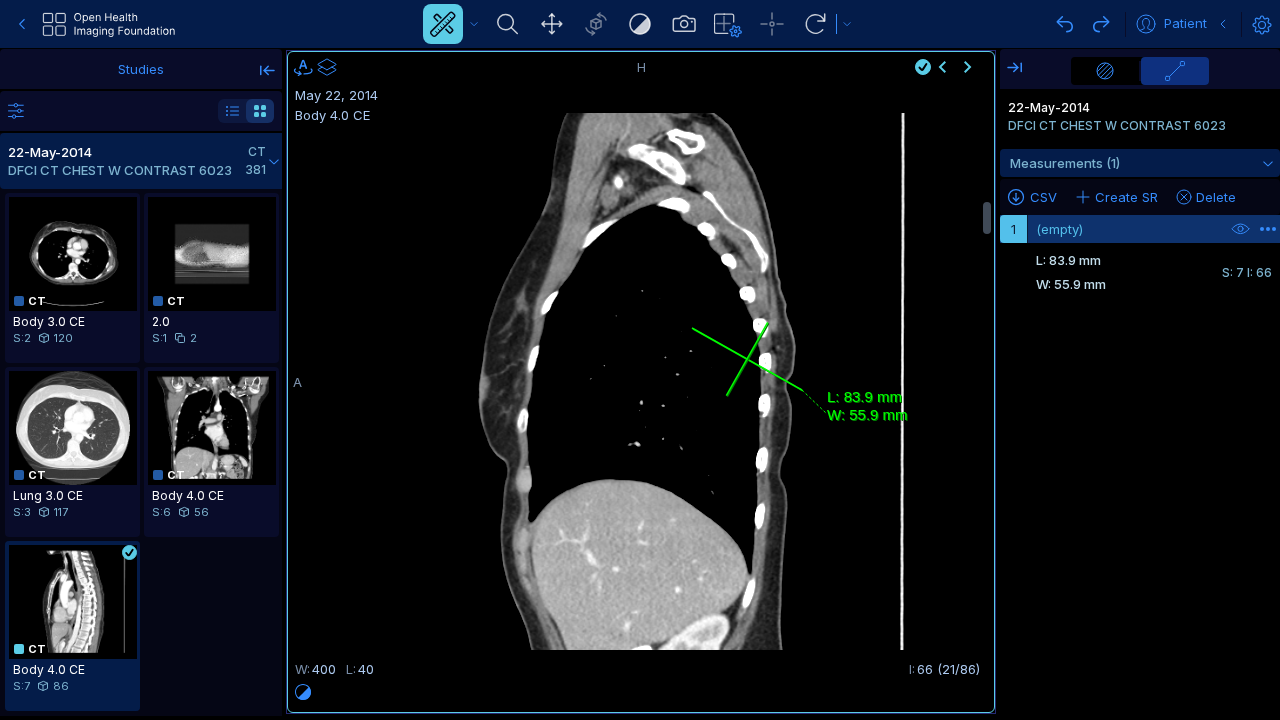 Open Health
Imaging Foundation
Patient
Studies
22-May-2014
CT
DFCI CT CHEST W CONTRAST 6023
381
CT
Body 3.0 CE
S:2 120
CT
2.0
S:1 2
CT
Lung 3.0 CE
S:3 117
CT
Body 4.0 CE
S:6 56
CT
Body 4.0 CE
S:7 86
A
H
May 22, 2014
Body 4.0 CE
A
L: 83.9 mm
W: 55.9 mm
W: 400 L: 40
I: 66 (21/86)
22-May-2014
DFCI CT CHEST W CONTRAST 6023
Measurements (1)
CSV Create SR Delete
1 (empty)
L: 83.9 mm
W: 55.9 mm
S: 7 I: 66